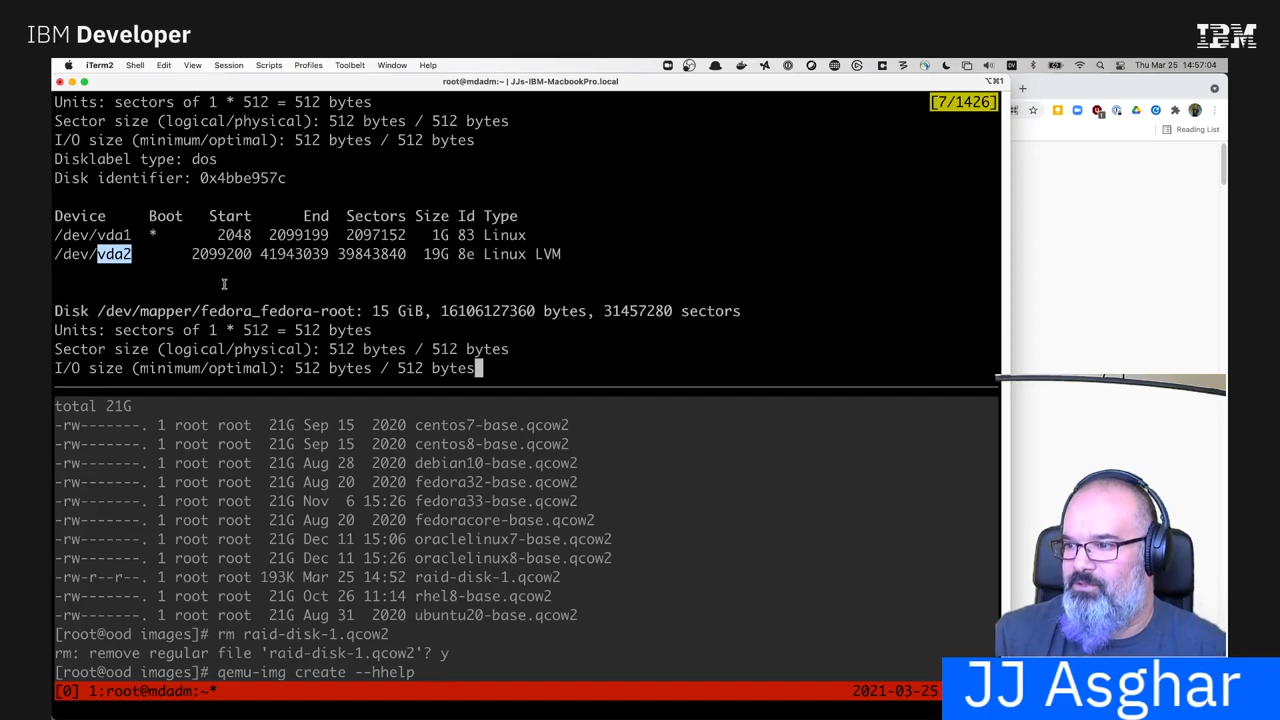 IBM Developer
IBM
iTerm2 Shell Edit View Session Scripts Profiles Toolbelt Window Help
Thu Mar 25 14:57:04
root@mdadm:~ | JJs-IBM-MacbookPro.local
⌥⌘1
Units: sectors of 1 * 512 = 512 bytes
[7/1426]
Sector size (logical/physical): 512 bytes / 512 bytes
I/O size (minimum/optimal): 512 bytes / 512 bytes
Reading List
Disklabel type: dos
Disk identifier: 0x4bbe957c
Device Boot Start End Sectors Size Id Type
/dev/vda1 * 2048 2099199 2097152 1G 83 Linux
/dev/vda2 2099200 41943039 39843840 19G 8e Linux LVM
Disk /dev/mapper/fedora_fedora-root: 15 GiB, 16106127360 bytes, 31457280 sectors
Units: sectors of 1 * 512 = 512 bytes
Sector size (logical/physical): 512 bytes / 512 bytes
I/O size (minimum/optimal): 512 bytes / 512 bytes
total 21G
-rw-------. 1 root root 21G Sep 15 2020 centos7-base.qcow2
-rw-------. 1 root root 21G Sep 15 2020 centos8-base.qcow2
-rw-------. 1 root root 21G Aug 28 2020 debian10-base.qcow2
-rw-------. 1 root root 21G Aug 20 2020 fedora32-base.qcow2
-rw-------. 1 root root 21G Nov 6 15:26 fedora33-base.qcow2
-rw-------. 1 root root 21G Aug 20 2020 fedoracore-base.qcow2
-rw-------. 1 root root 21G Dec 11 15:06 oraclelinux7-base.qcow2
-rw-------. 1 root root 21G Dec 11 15:26 oraclelinux8-base.qcow2
-rw-r--r--. 1 root root 193K Mar 25 14:52 raid-disk-1.qcow2
-rw-------. 1 root root 21G Oct 26 11:14 rhel8-base.qcow2
-rw-------. 1 root root 21G Aug 31 2020 ubuntu20-base.qcow2
[root@ood images]# rm raid-disk-1.qcow2
rm: remove regular file 'raid-disk-1.qcow2'? y
[root@ood images]# qemu-img create --hhelp
[0] 1:root@mdadm:~*
2021-03-25
JJ Asghar